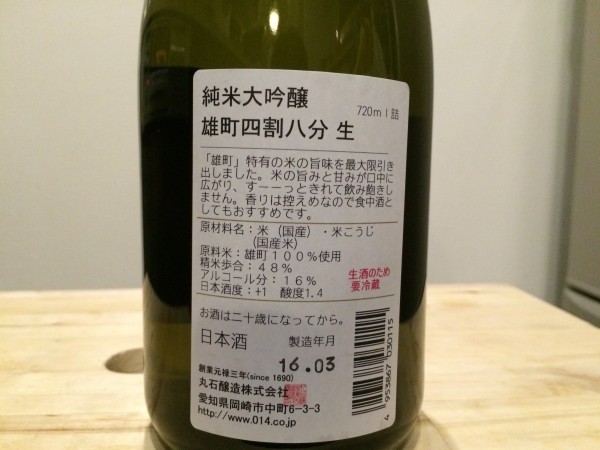 純米大吟醸
720ml詰
雄町四割八分 生
「雄町」特有の米の旨味を最大限引き
出しました。米の旨みと甘みが口中に
広がり、すーーっときれて飲み飽きし
ません。香りは控えめなので食中酒と
してもおすすめです。
原材料名：米（国産）・米こうじ
（国産米）
原料米：雄町１００％使用
精米歩合：４８％
アルコール分：１６％
日本酒度：+1 酸度1.4
生酒のため
要冷蔵
お酒は二十歳になってから。
日本酒 製造年月
16.03
創業元禄三年(since 1690)
丸石醸造株式会社
愛知県岡崎市中町6-3-3
http://www.014.co.jp
4 953867 030115